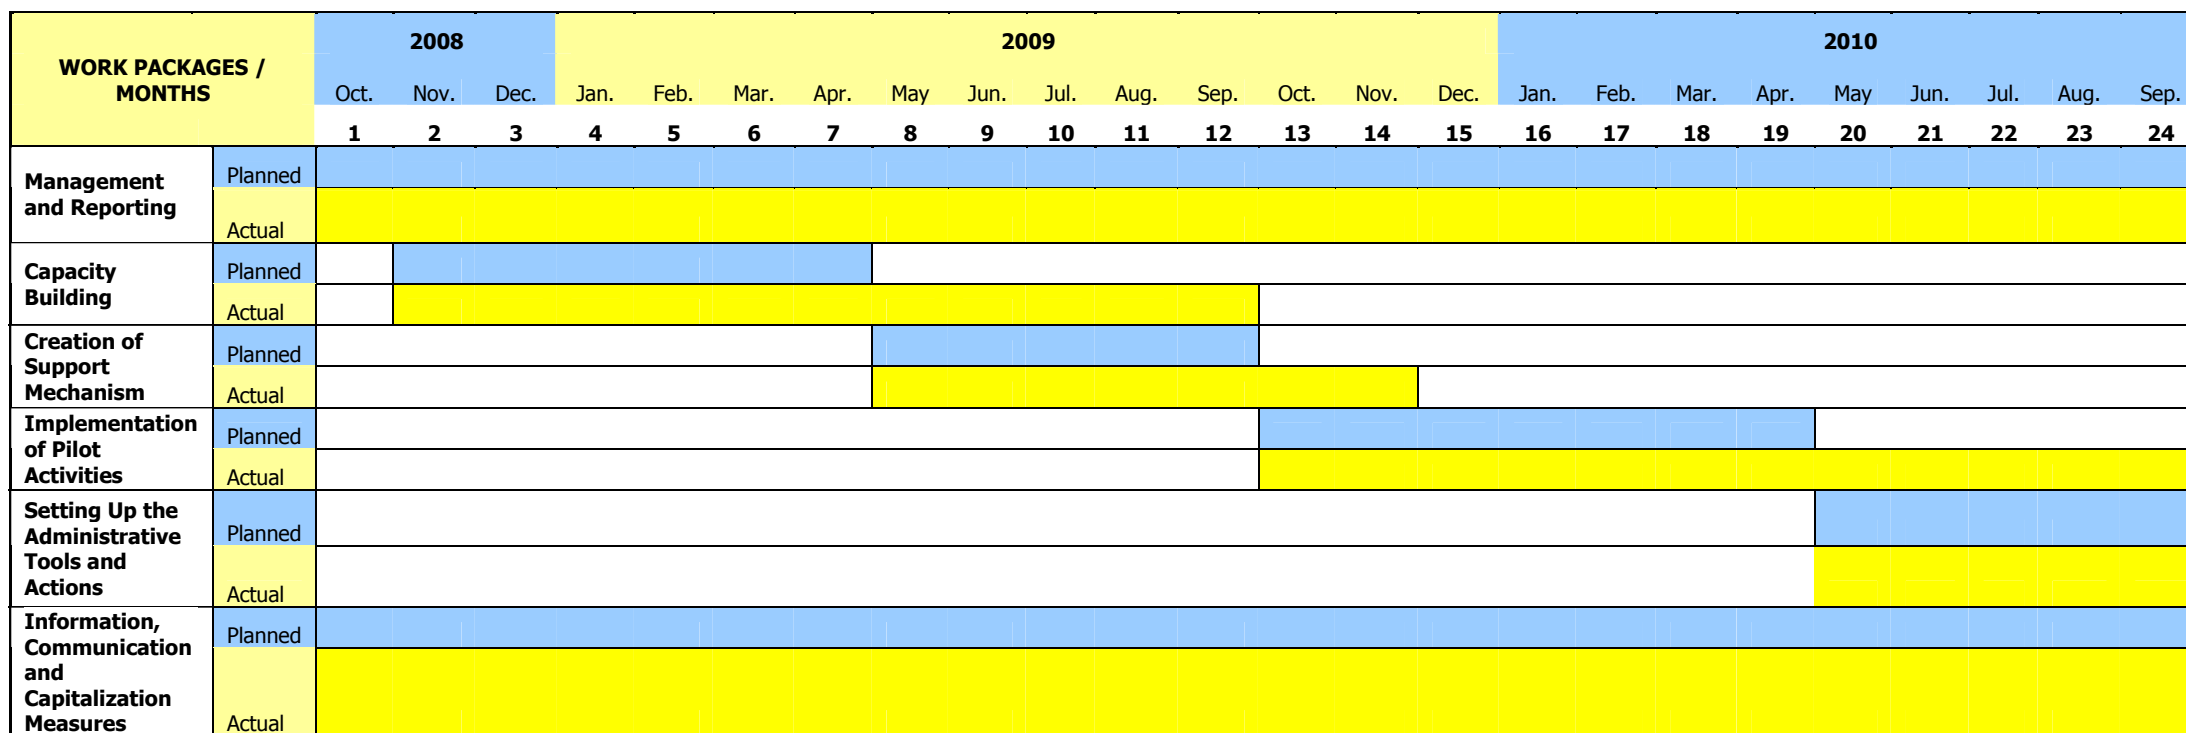 2008 2009 2010
WORK PACKAGES /
MONTHS
Oct. Nov. Dec. Jan. Feb. Mar. Apr. May Jun. Jul. Aug. Sep. Oct. Nov. Dec. Jan. Feb. Mar. Apr. May Jun. Jul. Aug. Sep.
1 2 3 4 5 6 7 8 9 10 11 12 13 14 15 16 17 18 19 20 21 22 23 24
Management
and Reporting
Planned
Actual
Capacity
Building
Planned
Actual
Creation of
Support
Mechanism
Planned
Actual
Implementation
of Pilot
Activities
Planned
Actual
Setting Up the
Administrative
Tools and
Actions
Planned
Actual
Information,
Communication
and
Capitalization
Measures
Planned
Actual